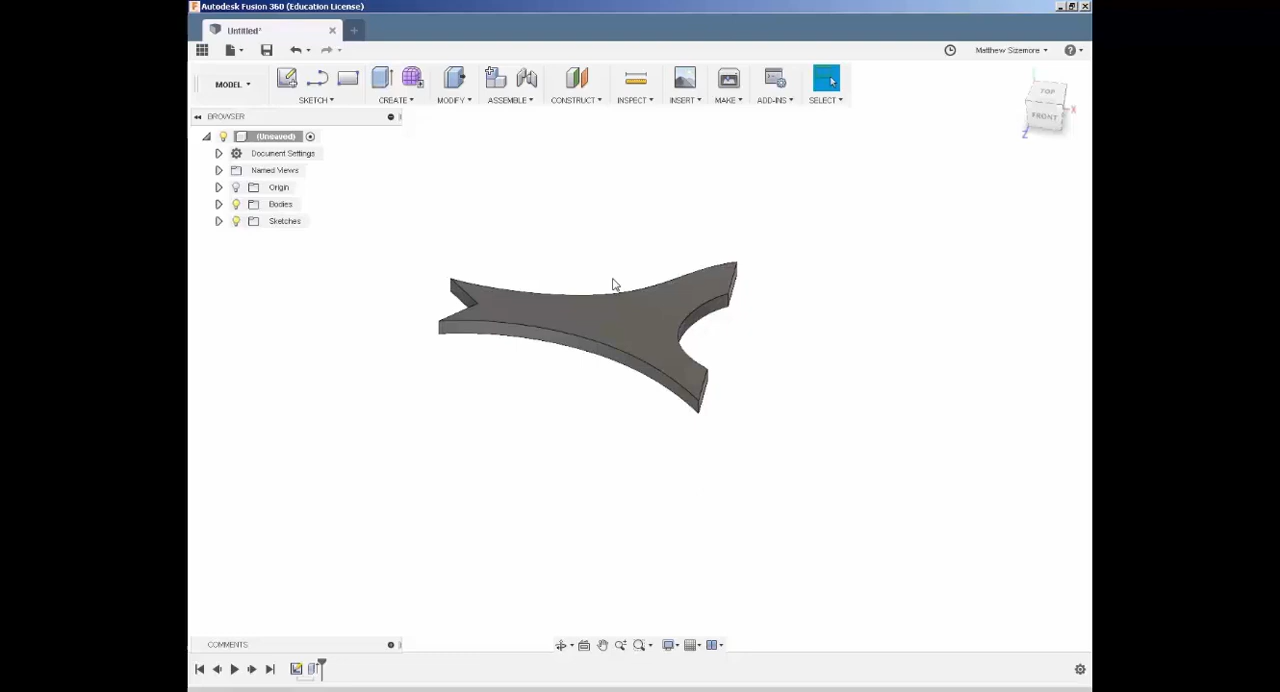 Autodesk Fusion 360 (Education License)
Untitled*
Matthew Sizemore
MODEL
SKETCH
CREATE
MODIFY
ASSEMBLE
CONSTRUCT
INSPECT
INSERT
MAKE
ADD-INS
SELECT
BROWSER
(Unsaved)
Document Settings
Named Views
Origin
Bodies
Sketches
TOP
FRONT
X
Z
COMMENTS